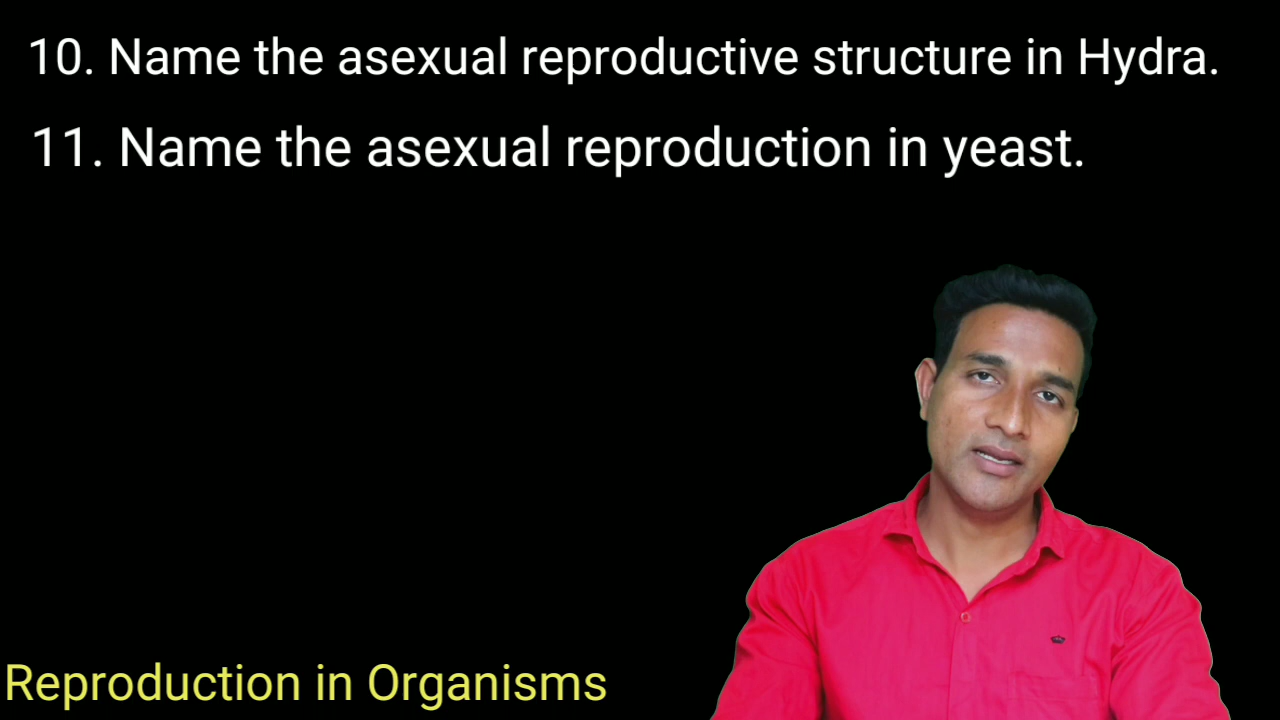 10. Name the asexual reproductive structure in Hydra.
11. Name the asexual reproduction in yeast.
Reproduction in Organisms